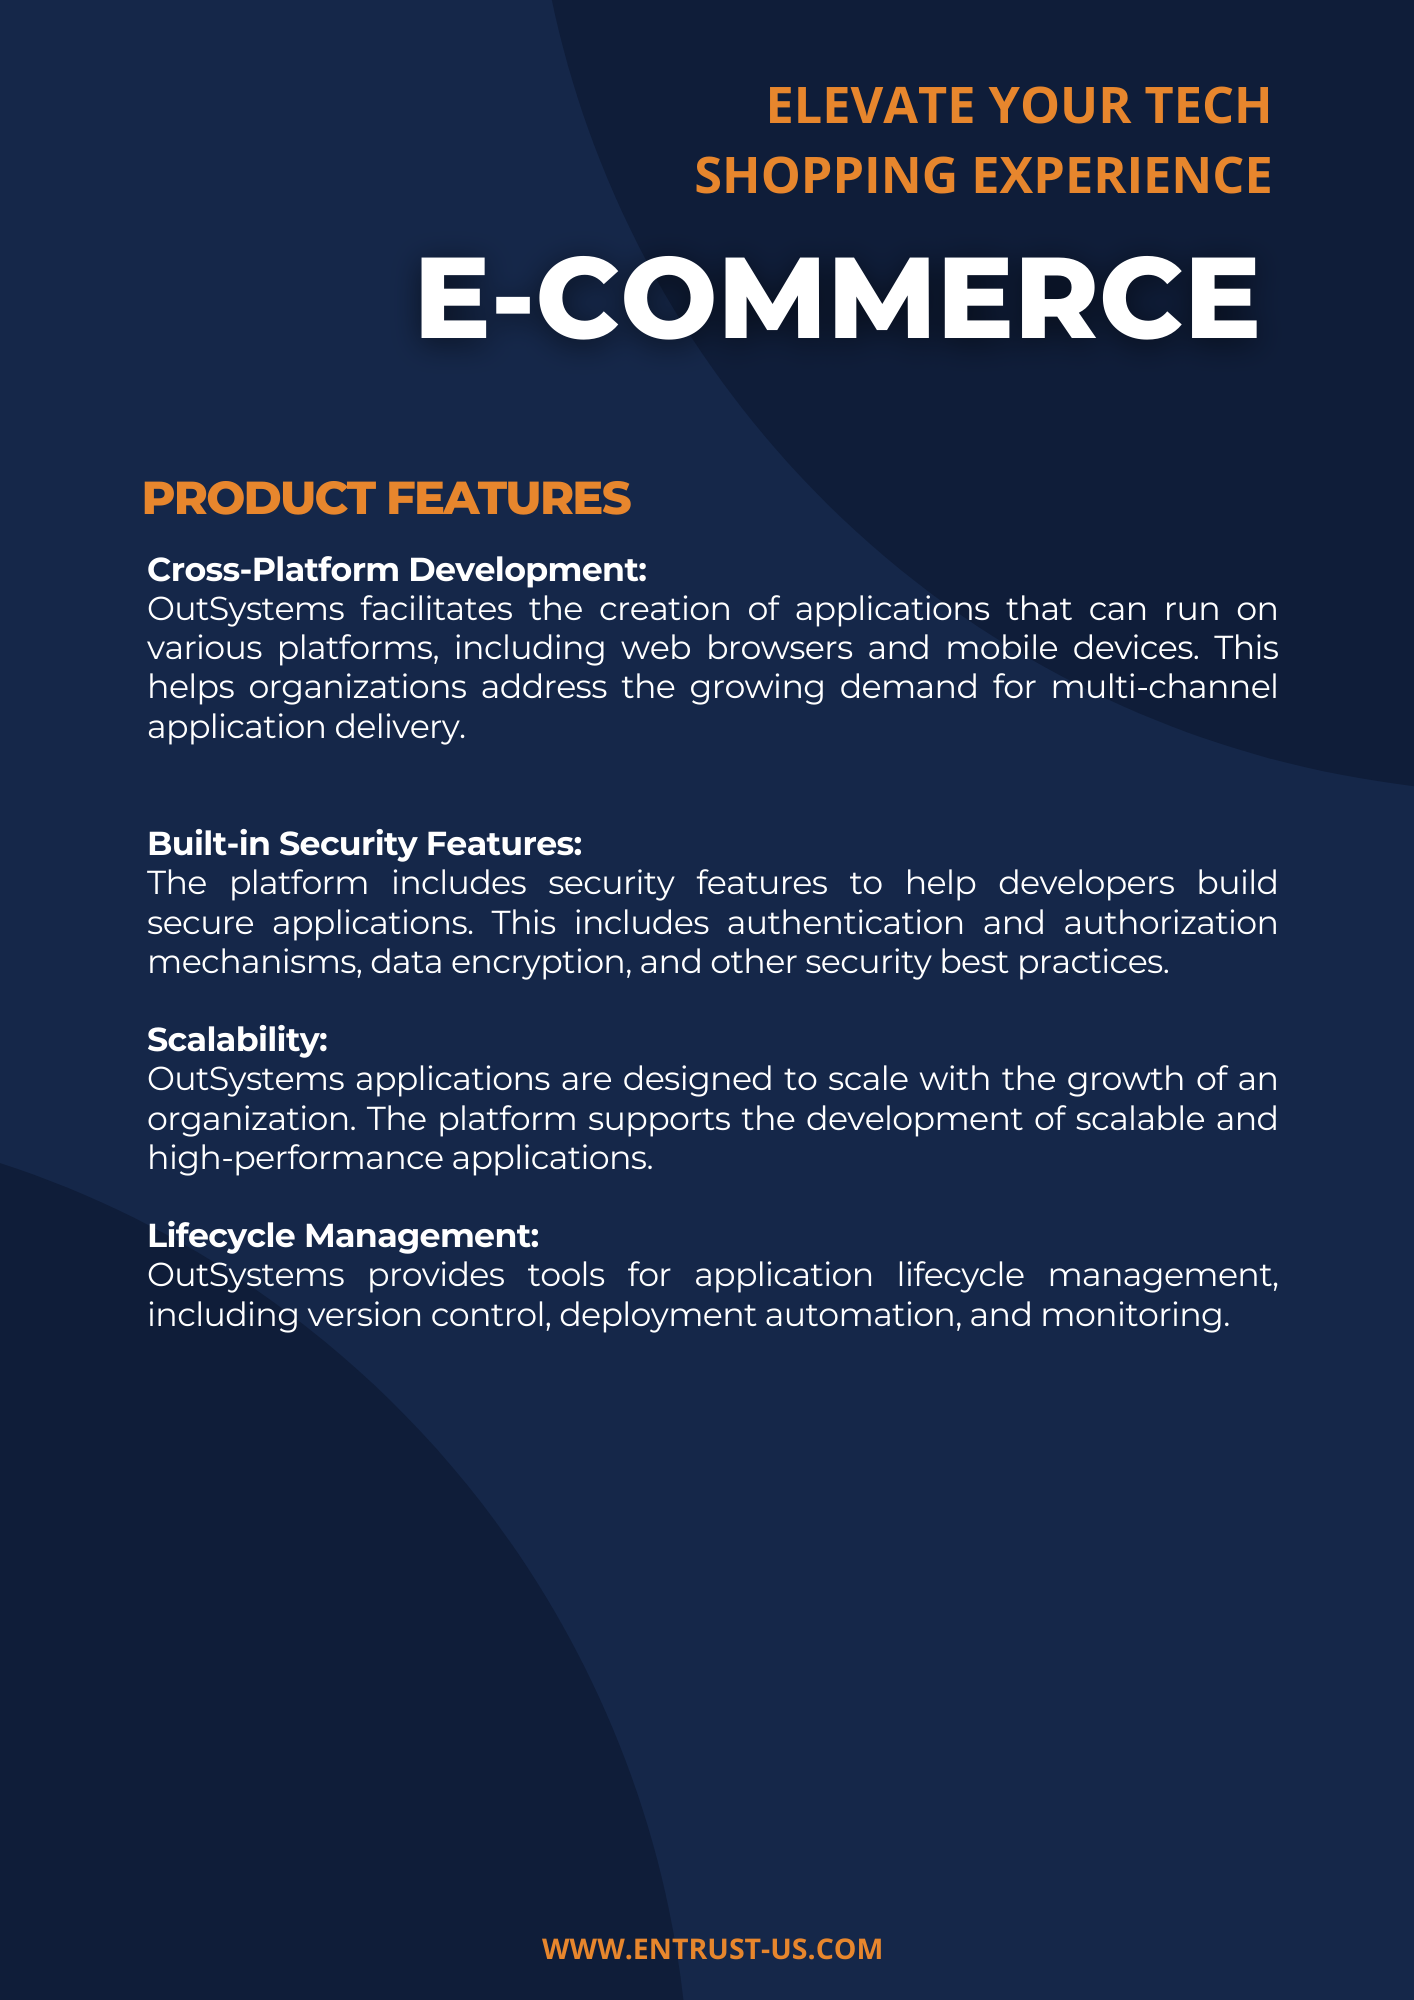 ELEVATE YOUR TECH
SHOPPING EXPERIENCE
E-COMMERCE
PRODUCT FEATURES
Cross-Platform Development:
OutSystems facilitates the creation of applications that can run on
various platforms, including web browsers and mobile devices. This
helps organizations address the growing demand for multi-channel
application delivery.
Built-in Security Features:
The platform includes security features to help developers build
secure applications. This includes authentication and authorization
mechanisms, data encryption, and other security best practices.
Scalability:
OutSystems applications are designed to scale with the growth of an
organization. The platform supports the development of scalable and
high-performance applications.
Lifecycle Management:
OutSystems provides tools for application lifecycle management,
including version control, deployment automation, and monitoring.
WWW.ENTRUST-US.COM